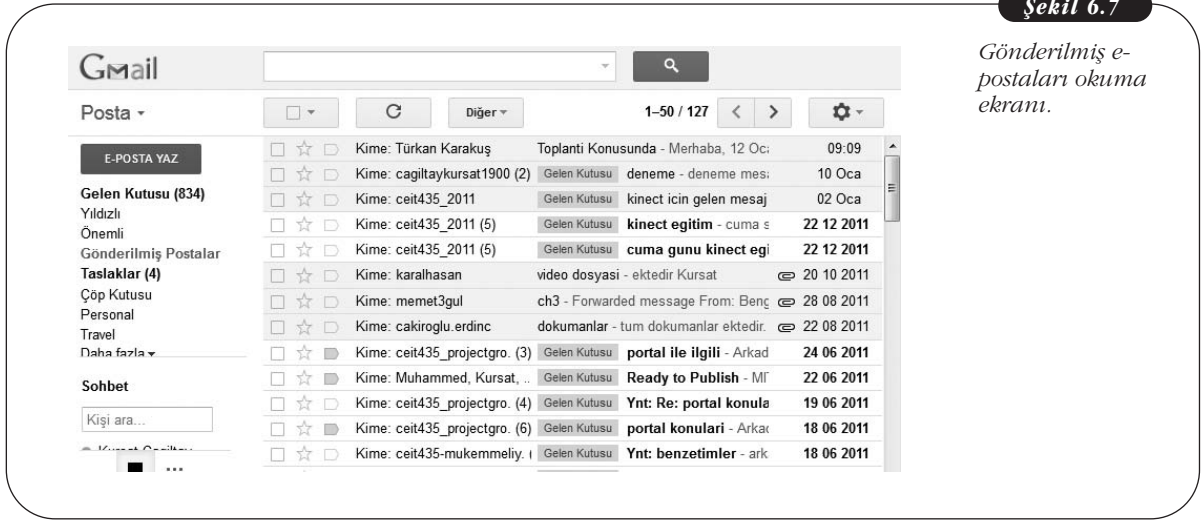 Şekil 6.7
Gönderilmiş e-
postaları okuma
ekranı.
Gmail
Posta
Diğer
1–50 / 127
E-POSTA YAZ
Gelen Kutusu (834)
Yıldızlı
Önemli
Gönderilmiş Postalar
Taslaklar (4)
Çöp Kutusu
Personal
Travel
Daha fazla
Sohbet
Kişi ara...
Kime: Türkan Karakuş Toplanti Konusunda - Merhaba, 12 Oca 09:09
Kime: cagiltaykursat1900 (2) Gelen Kutusu deneme - deneme mesa 10 Oca
Kime: ceit435_2011 Gelen Kutusu kinect icin gelen mesaj 02 Oca
Kime: ceit435_2011 (5) Gelen Kutusu kinect egitim - cuma s 22 12 2011
Kime: ceit435_2011 (5) Gelen Kutusu cuma gunu kinect egi 22 12 2011
Kime: karalhasan video dosyasi - ektedir Kursat 20 10 2011
Kime: memet3gul ch3 - Forwarded message From: Beng 28 08 2011
Kime: cakiroglu.erdinc dokumanlar - tum dokumanlar ektedir. 22 08 2011
Kime: ceit435_projectgro. (3) Gelen Kutusu portal ile ilgili - Arkad 24 06 2011
Kime: Muhammed, Kursat, .. Gelen Kutusu Ready to Publish - 22 06 2011
Kime: ceit435_projectgro. (4) Gelen Kutusu Ynt: Re: portal konula 19 06 2011
Kime: ceit435_projectgro. (6) Gelen Kutusu portal konulari - Arkad 18 06 2011
Kime: ceit435-mukemmeliy. ( Gelen Kutusu Ynt: benzetimler - ark 18 06 2011